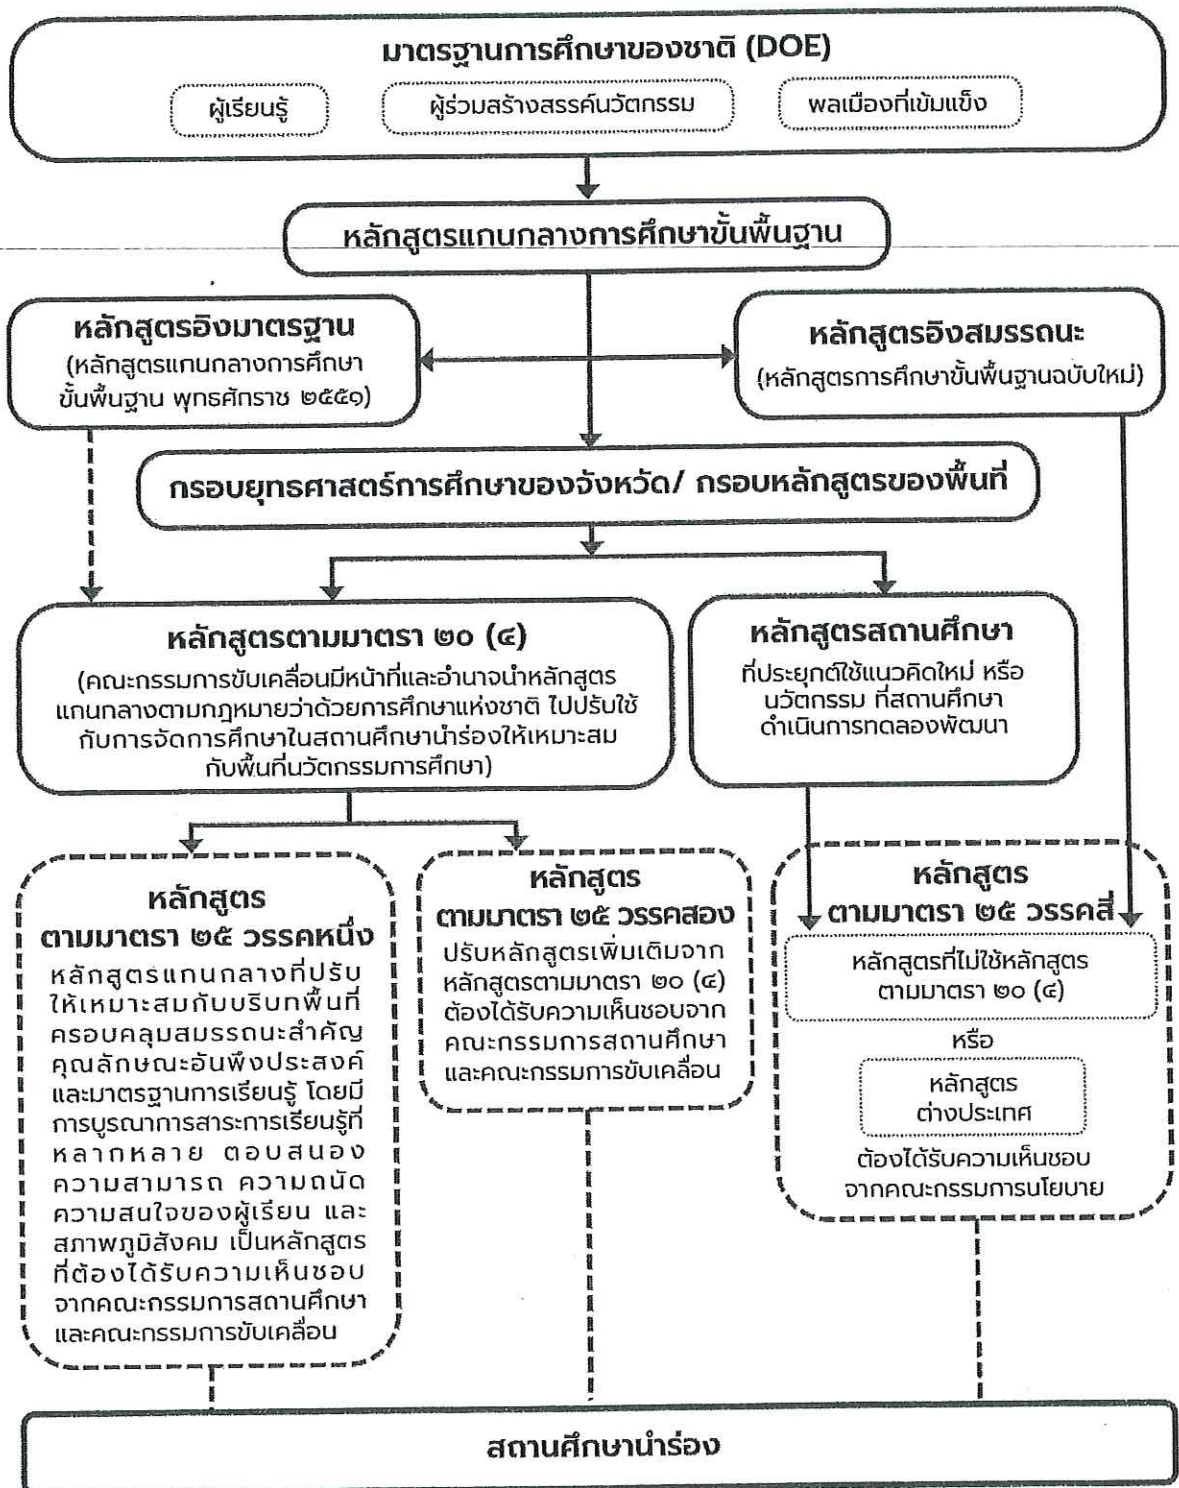 มาตรฐานการศึกษาของชาติ (DOE)
ผู้เรียนรู้
ผู้ร่วมสร้างสรรค์นวัตกรรม
พลเมืองที่เข้มแข็ง
หลักสูตรแกนกลางการศึกษาขั้นพื้นฐาน
หลักสูตรอิงมาตรฐาน
(หลักสูตรแกนกลางการศึกษา
ขั้นพื้นฐาน พุทธศักราช ๒๕๕๑)
หลักสูตรอิงสมรรถนะ
(หลักสูตรการศึกษาขั้นพื้นฐานฉบับใหม่)
กรอบยุทธศาสตร์การศึกษาของจังหวัด/ กรอบหลักสูตรของพื้นที่
หลักสูตรตามมาตรา ๒๐ (๔)
(คณะกรรมการขับเคลื่อนมีหน้าที่และอำนาจนำหลักสูตร
แกนกลางตามกฎหมายว่าด้วยการศึกษาแห่งชาติ ไปปรับใช้
กับการจัดการศึกษาในสถานศึกษานำร่องให้เหมาะสม
กับพื้นที่นวัตกรรมการศึกษา)
หลักสูตรสถานศึกษา
ที่ประยุกต์ใช้แนวคิดใหม่ หรือ
นวัตกรรม ที่สถานศึกษา
ดำเนินการทดลองพัฒนา
หลักสูตร
ตามมาตรา ๒๕ วรรคหนึ่ง
หลักสูตรแกนกลางที่ปรับ
ให้เหมาะสมกับบริบทพื้นที่
ครอบคลุมสมรรถนะสำคัญ
คุณลักษณะอันพึงประสงค์
และมาตรฐานการเรียนรู้ โดยมี
การบูรณาการสาระการเรียนรู้ที่
หลากหลาย ตอบสนอง
ความสามารถ ความถนัด
ความสนใจของผู้เรียน และ
สภาพภูมิสังคม เป็นหลักสูตร
ที่ต้องได้รับความเห็นชอบ
จากคณะกรรมการสถานศึกษา
และคณะกรรมการขับเคลื่อน
หลักสูตร
ตามมาตรา ๒๕ วรรคสอง
ปรับหลักสูตรเพิ่มเติมจาก
หลักสูตรตามมาตรา ๒๐ (๔)
ต้องได้รับความเห็นชอบจาก
คณะกรรมการสถานศึกษา
และคณะกรรมการขับเคลื่อน
หลักสูตร
ตามมาตรา ๒๕ วรรคสี่
หลักสูตรที่ไม่ใช้หลักสูตร
ตามมาตรา ๒๐ (๔)
หรือ
หลักสูตร
ต่างประเทศ
ต้องได้รับความเห็นชอบ
จากคณะกรรมการนโยบาย
สถานศึกษานำร่อง